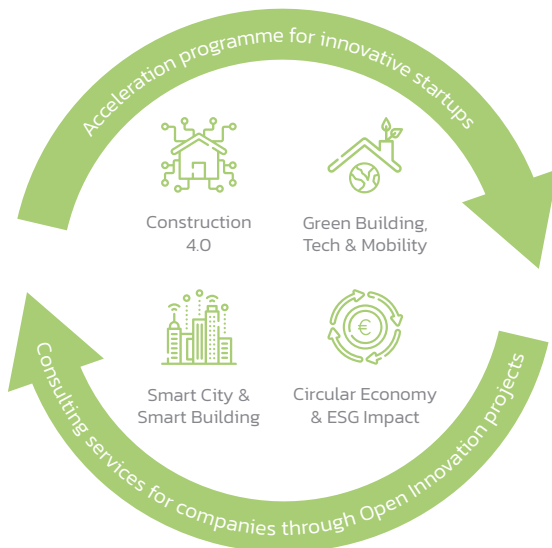 Acceleration programme for innovative startups
Construction
4.0
Green Building,
Tech & Mobility
€
Smart City &
Smart Building
Circular Economy
& ESG Impact
Consulting services for companies through Open Innovation projects